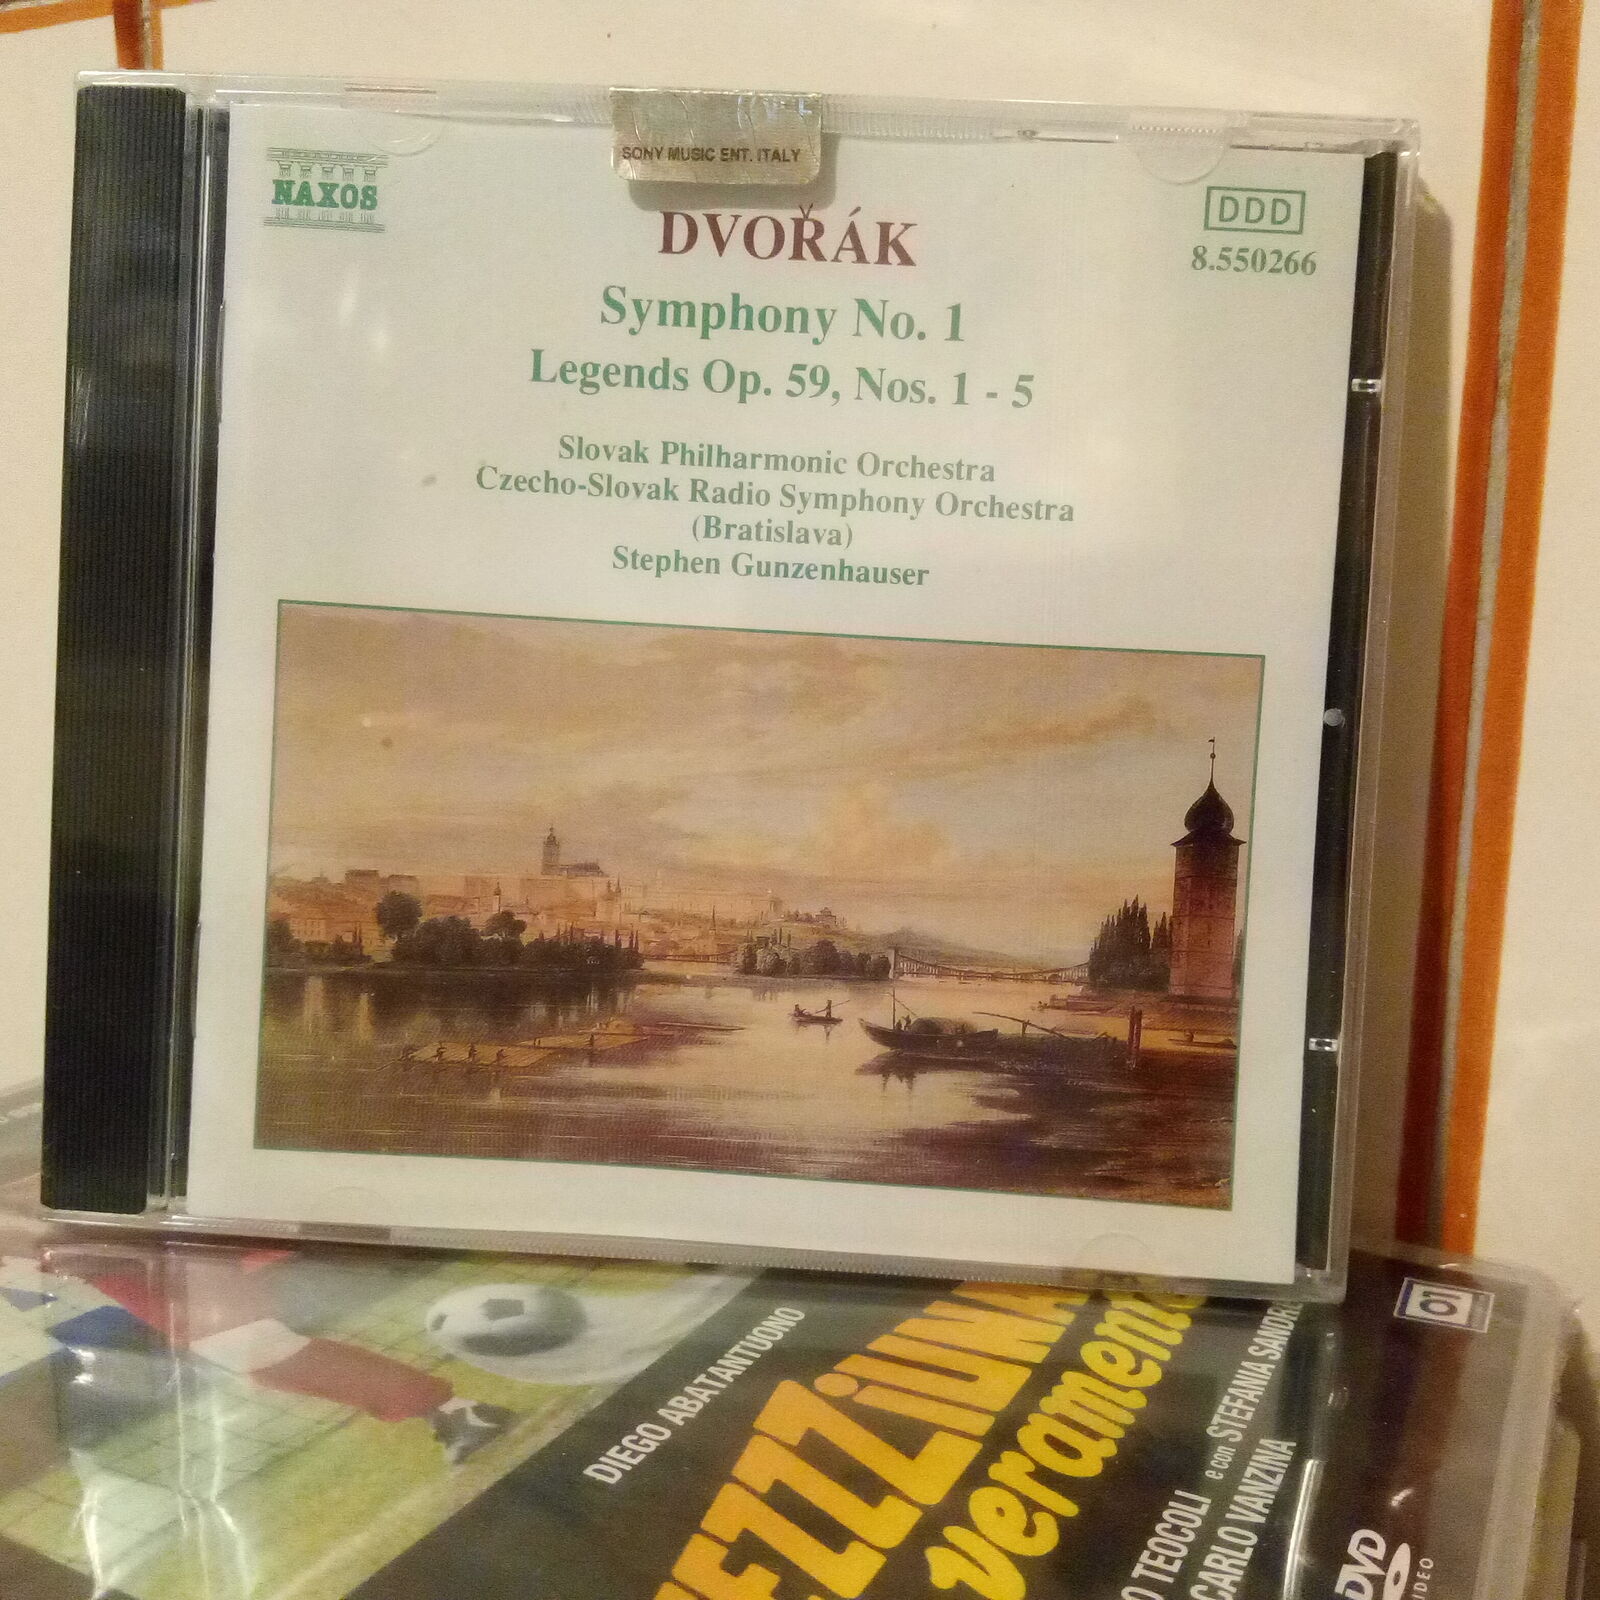 SONY MUSIC ENT. ITALY
NAXOS
DDD
8.550266
DVOŘÁK
Symphony No. 1
Legends Op. 59, Nos. 1 - 5
Slovak Philharmonic Orchestra
Czecho-Slovak Radio Symphony Orchestra
(Bratislava)
Stephen Gunzenhauser
01
DIEGO ABATANTUONO
veramente
TEOCOLI
e con STEFANIA
CARLO VANZINA
DVD